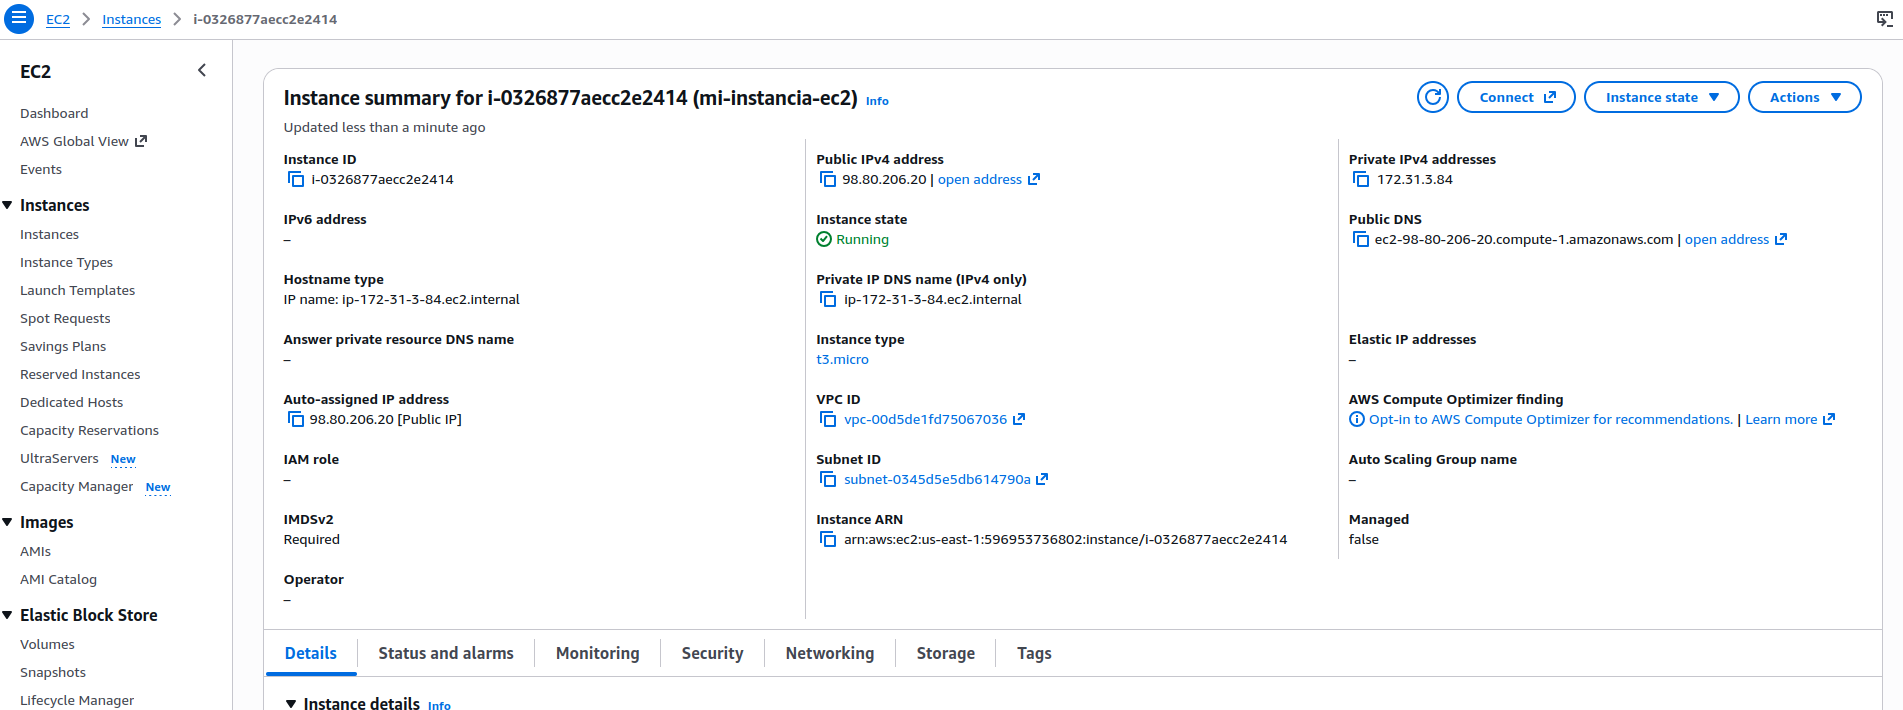 EC2 > Instances > i-0326877aecc2e2414
EC2
Dashboard
AWS Global View
Events
Instances
Instances
Instance Types
Launch Templates
Spot Requests
Savings Plans
Reserved Instances
Dedicated Hosts
Capacity Reservations
UltraServers New
Capacity Manager New
Images
AMIs
AMI Catalog
Elastic Block Store
Volumes
Snapshots
Lifecycle Manager
Instance summary for i-0326877aecc2e2414 (mi-instancia-ec2) Info
Connect
Instance state
Actions
Updated less than a minute ago
Instance ID
i-0326877aecc2e2414
Public IPv4 address
98.80.206.20 | open address
Private IPv4 addresses
172.31.3.84
IPv6 address
–
Instance state
Running
Public DNS
ec2-98-80-206-20.compute-1.amazonaws.com | open address
Hostname type
IP name: ip-172-31-3-84.ec2.internal
Private IP DNS name (IPv4 only)
ip-172-31-3-84.ec2.internal
Answer private resource DNS name
–
Instance type
t3.micro
Elastic IP addresses
–
Auto-assigned IP address
98.80.206.20 [Public IP]
VPC ID
vpc-00d5de1fd75067036
AWS Compute Optimizer finding
Opt-in to AWS Compute Optimizer for recommendations. | Learn more
IAM role
–
Subnet ID
subnet-0345d5e5db614790a
Auto Scaling Group name
–
IMDSv2
Required
Instance ARN
arn:aws:ec2:us-east-1:596953736802:instance/i-0326877aecc2e2414
Managed
false
Operator
–
Details
Status and alarms
Monitoring
Security
Networking
Storage
Tags
Instance details Info